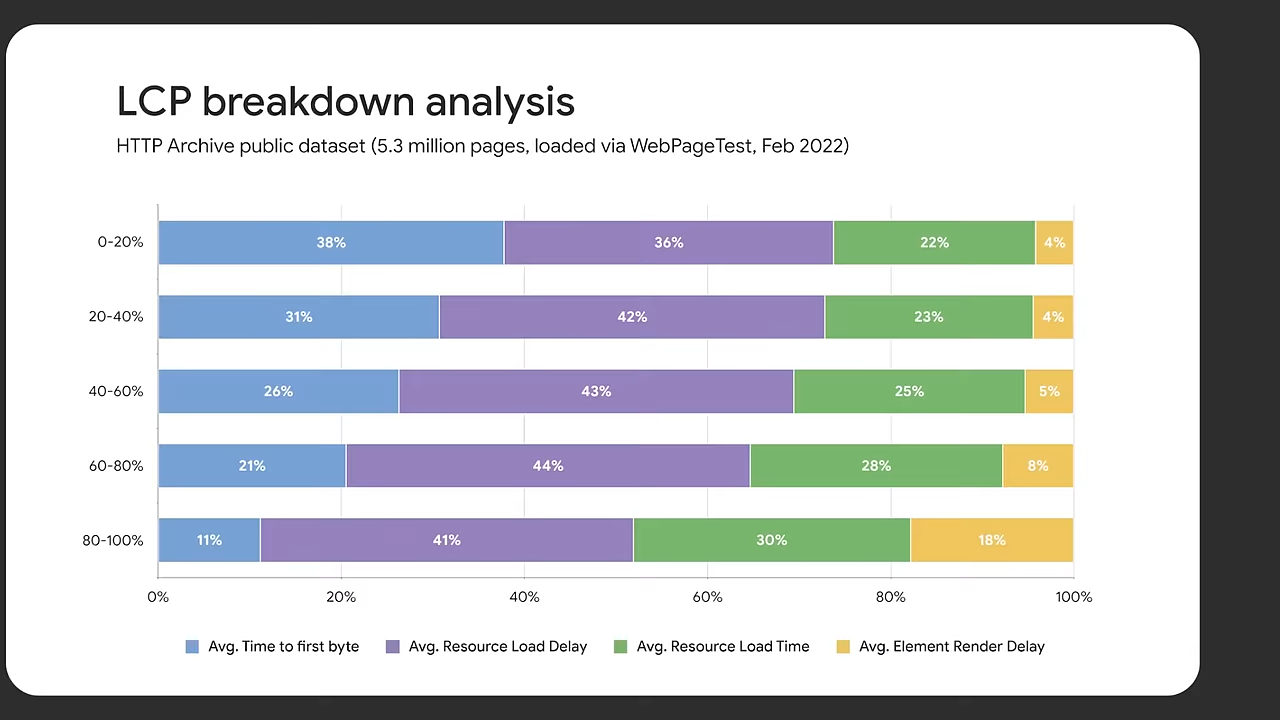 LCP breakdown analysis
HTTP Archive public dataset (5.3 million pages, loaded via WebPageTest, Feb 2022)
0-20% 38% 36% 22% 4%
20-40% 31% 42% 23% 4%
40-60% 26% 43% 25% 5%
60-80% 21% 44% 28% 8%
80-100% 11% 41% 30% 18%
0% 20% 40% 60% 80% 100%
Avg. Time to first byte Avg. Resource Load Delay Avg. Resource Load Time Avg. Element Render Delay